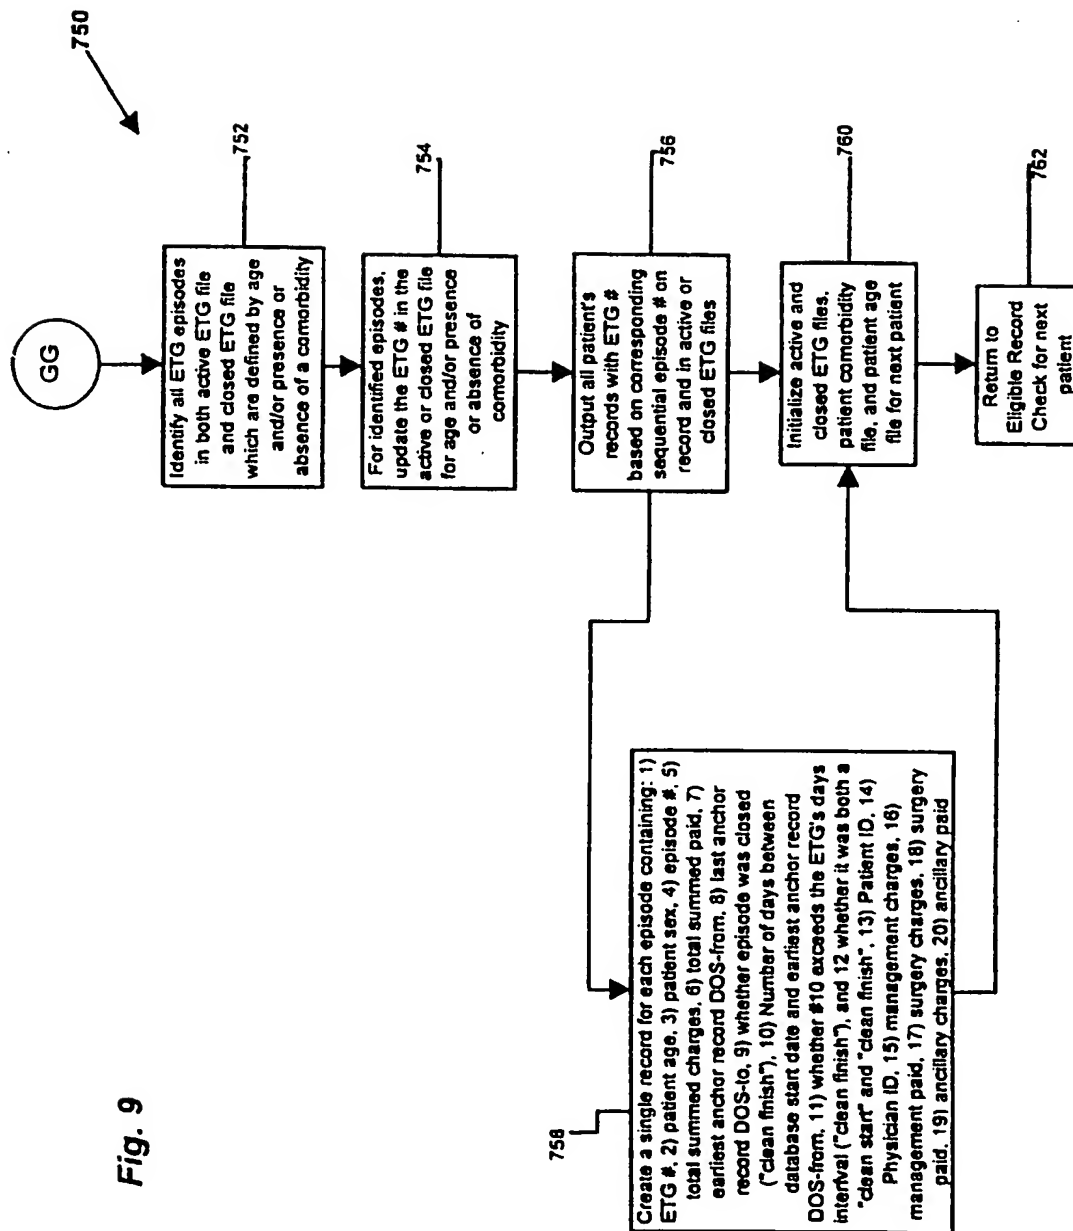 Fig. 9
750
GG
Identify all ETG episodes
in both active ETG file
and closed ETG file
which are defined by age
and/or presence or
absence of a comorbidity
752
For identified episodes,
update the ETG # in the
active or closed ETG file
for age and/or presence
or absence of
comorbidity
754
Output all patient's
records with ETG #
based on corresponding
sequential episode # on
record and in active or
closed ETG files
756
758
Create a single record for each episode containing: 1)
ETG #, 2) patient age, 3) patient sex, 4) episode #, 5)
total summed charges, 6) total summed paid, 7)
earliest anchor record DOS-from, 8) last anchor
record DOS-to, 9) whether episode was closed
("clean finish"), 10) Number of days between
database start date and earliest anchor record
DOS-from, 11) whether #10 exceeds the ETG's days
interval ("clean finish"), and 12 whether it was both a
"clean start" and "clean finish", 13) Patient ID, 14)
Physician ID, 15) management charges, 16)
management paid, 17) surgery charges, 18) surgery
paid, 19) ancillary charges, 20) ancillary paid
Initialize active and
closed ETG files,
patient comorbidity
file, and patient age
file for next patient
760
Return to
Eligible Record
Check for next
patient
762